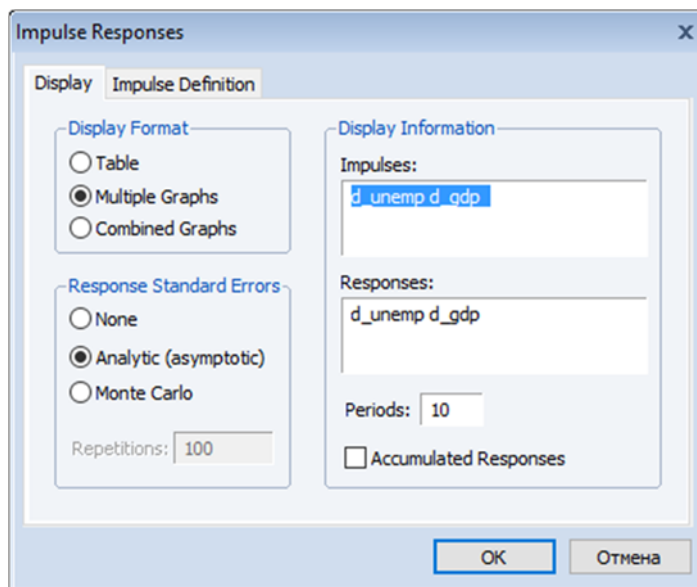 Impulse Responses
Display
Impulse Definition
Display Format
Table
Multiple Graphs
Combined Graphs
Response Standard Errors
None
Analytic (asymptotic)
Monte Carlo
Repetitions: 100
Display Information
Impulses:
d_unemp d_gdp
Responses:
d_unemp d_gdp
Periods: 10
Accumulated Responses
OK
Отмена